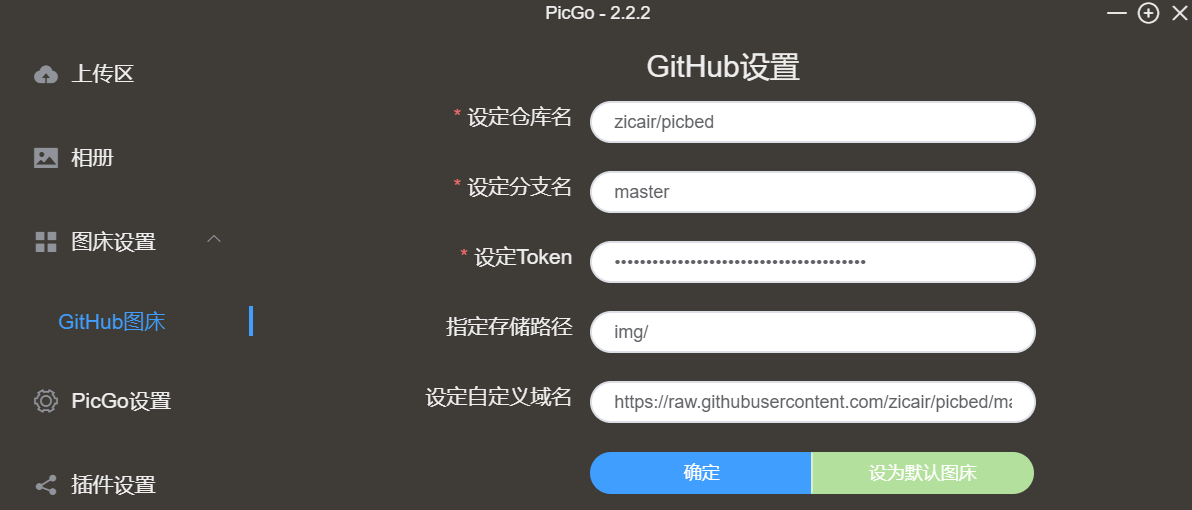 PicGo - 2.2.2
上传区
相册
图床设置
GitHub图床
PicGo设置
插件设置
GitHub设置
* 设定仓库名
zicair/picbed
* 设定分支名
master
* 设定Token
••••••••••••••••••••••••••••••••••••••••
指定存储路径
img/
设定自定义域名
https://raw.githubusercontent.com/zicair/picbed/ma
确定
设为默认图床